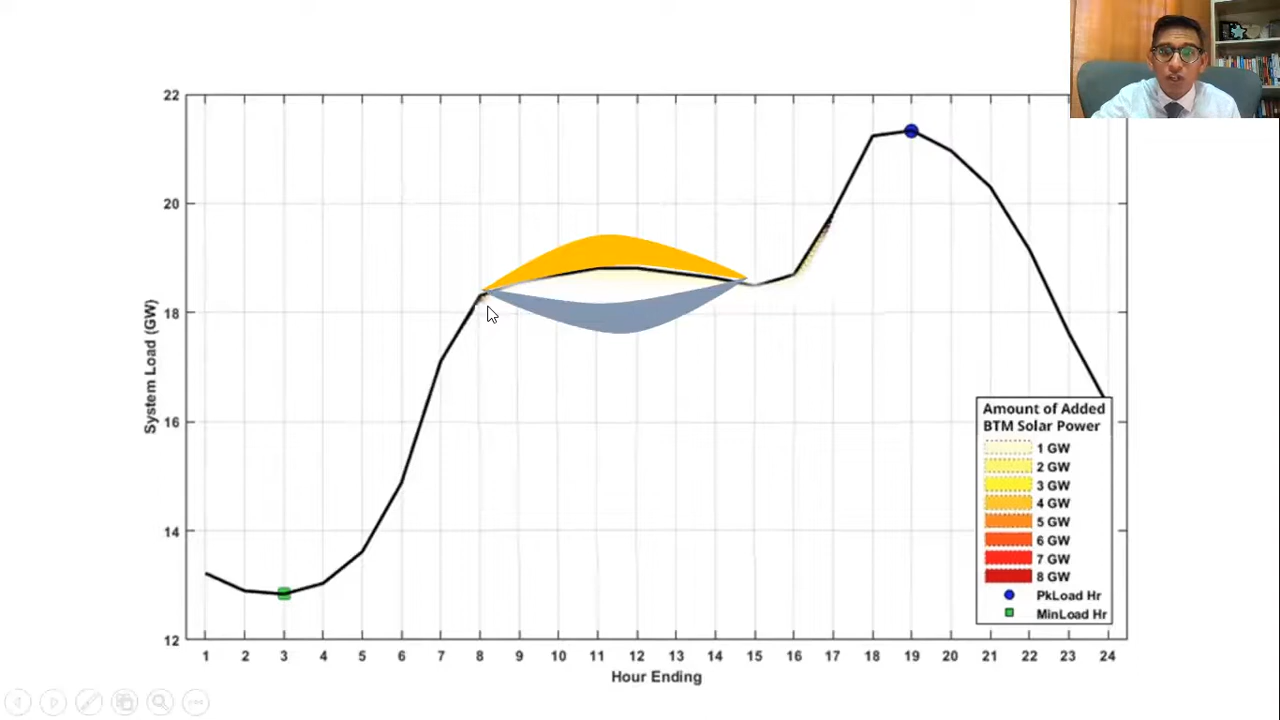 22
20
18
16
14
12
System Load (GW)
1 2 3 4 5 6 7 8 9 10 11 12 13 14 15 16 17 18 19 20 21 22 23 24
Hour Ending
Amount of Added
BTM Solar Power
1 GW
2 GW
3 GW
4 GW
5 GW
6 GW
7 GW
8 GW
PkLoad Hr
MinLoad Hr